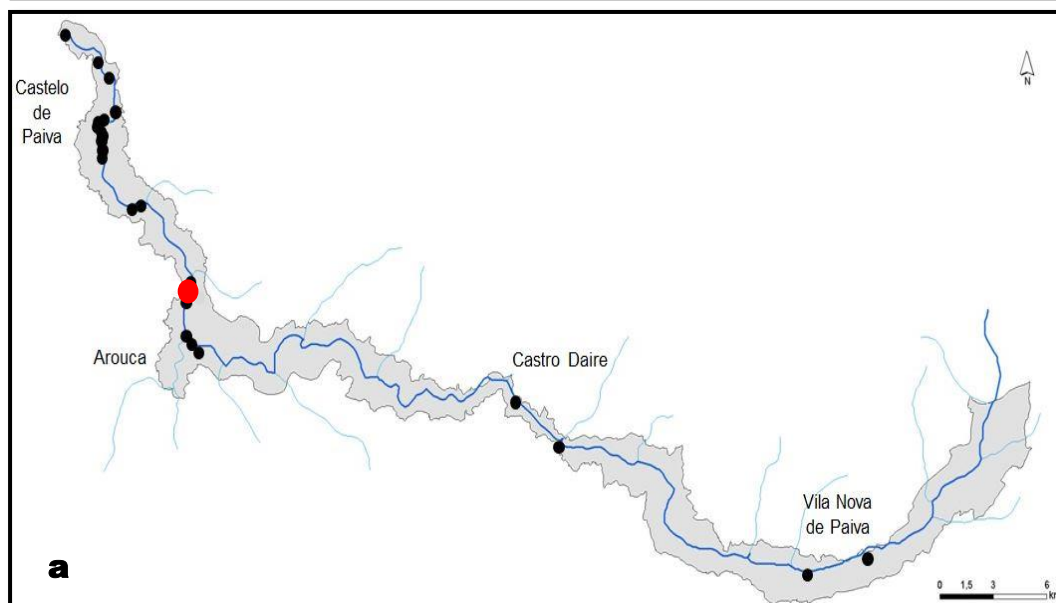 Castelo
de
Paiva
N
Arouca
Castro Daire
Vila Nova
de Paiva
a
0 1,5 3 6